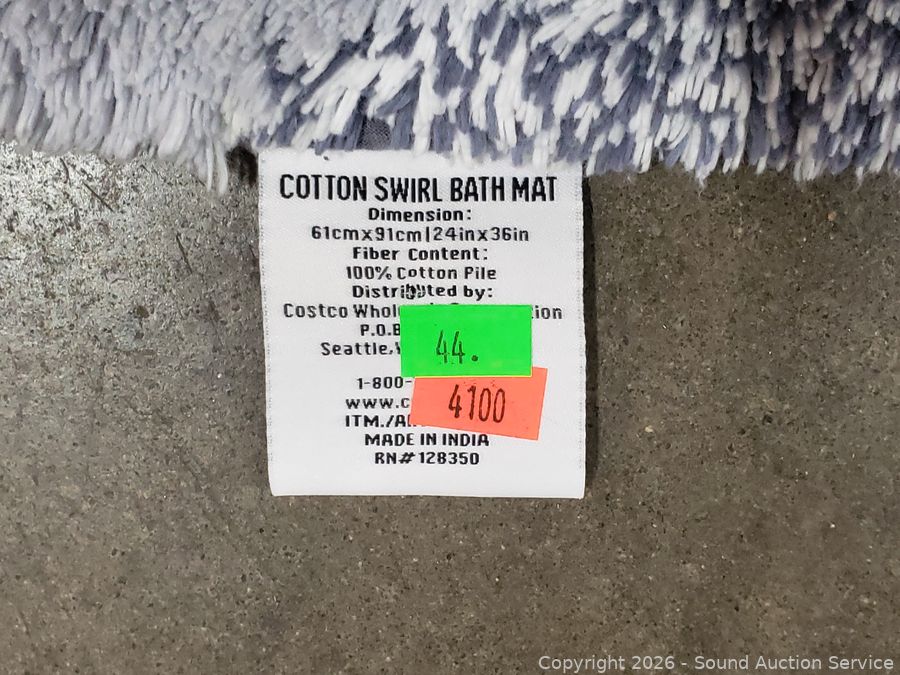 COTTON SWIRL BATH MAT
Dimension:
61cmx91cm|24inx36in
Fiber Content:
100% Cotton Pile
Distributed by:
Costco
P.O.
Seattle,
44.
1-800-
4100
www.c
ITM./
MADE IN INDIA
RN# 128350
Copyright 2026 - Sound Auction Service